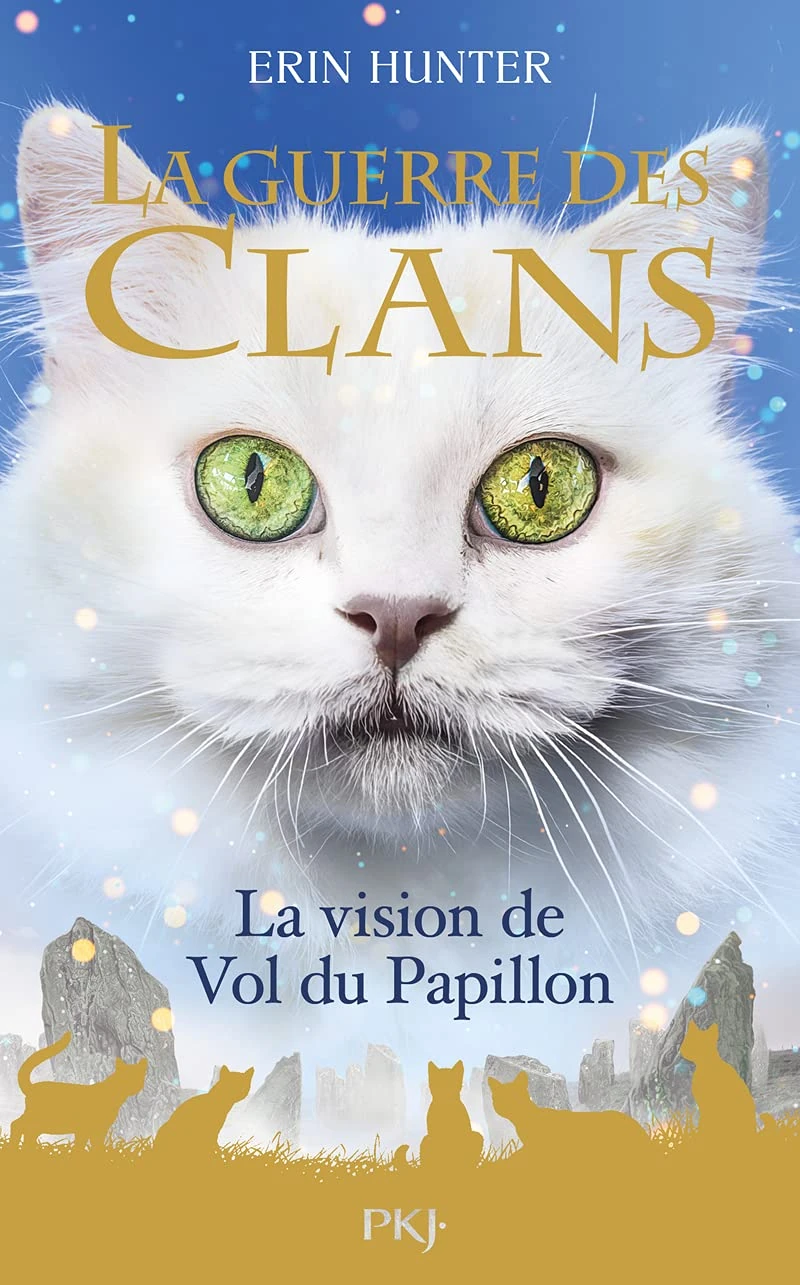 ERIN HUNTER
LA GUERRE DES
CLANS
La vision de
Vol du Papillon
PKJ.